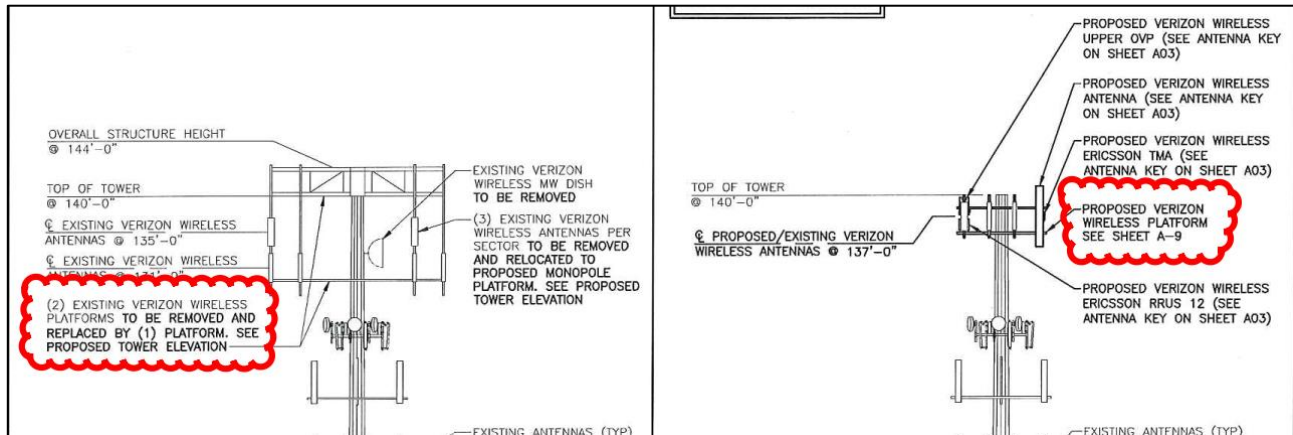 OVERALL STRUCTURE HEIGHT
@ 144'-0"
TOP OF TOWER
@ 140'-0"
℄ EXISTING VERIZON WIRELESS
ANTENNAS @ 135'-0"
℄ EXISTING VERIZON WIRELESS
ANTENNAS @ 131'-0"
(2) EXISTING VERIZON WIRELESS
PLATFORMS TO BE REMOVED AND
REPLACED BY (1) PLATFORM. SEE
PROPOSED TOWER ELEVATION
EXISTING VERIZON
WIRELESS MW DISH
TO BE REMOVED
(3) EXISTING VERIZON
WIRELESS ANTENNAS PER
SECTOR TO BE REMOVED
AND RELOCATED TO
PROPOSED MONOPOLE
PLATFORM. SEE PROPOSED
TOWER ELEVATION
EXISTING ANTENNAS (TYP)
TOP OF TOWER
@ 140'-0"
℄ PROPOSED/EXISTING VERIZON
WIRELESS ANTENNAS @ 137'-0"
PROPOSED VERIZON WIRELESS
UPPER OVP (SEE ANTENNA KEY
ON SHEET A03)
PROPOSED VERIZON WIRELESS
ANTENNA (SEE ANTENNA KEY
ON SHEET A03)
PROPOSED VERIZON WIRELESS
ERICSSON TMA (SEE
ANTENNA KEY ON SHEET A03)
PROPOSED VERIZON
WIRELESS PLATFORM
SEE SHEET A-9
PROPOSED VERIZON WIRELESS
ERICSSON RRUS 12 (SEE
ANTENNA KEY ON SHEET A03)
EXISTING ANTENNAS (TYP)